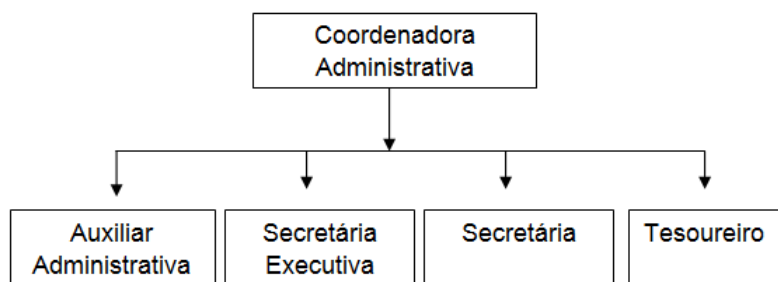 Coordenadora
Administrativa
Auxiliar
Administrativa
Secretária
Executiva
Secretária
Tesoureiro